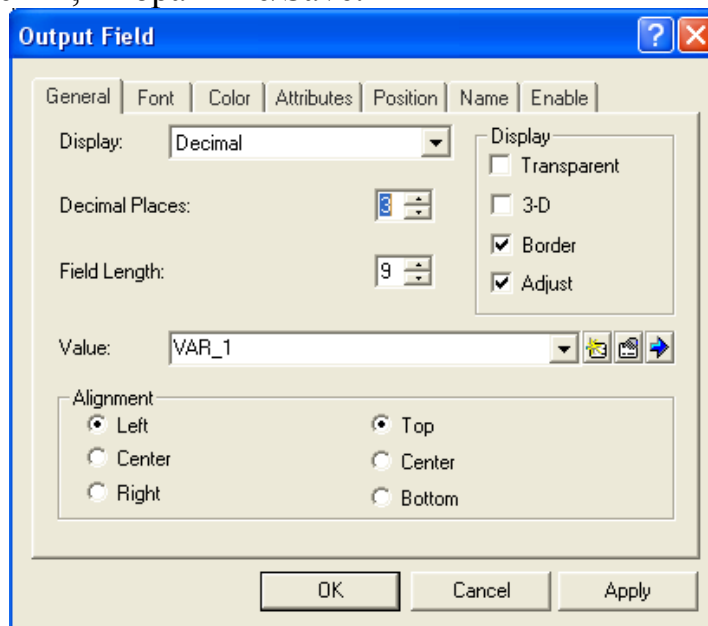 Output Field
General Font Color Attributes Position Name Enable
Display: Decimal
Display
Transparent
Decimal Places: 3
3-D
Border
Field Length: 9
Adjust
Value: VAR_1
Alignment
Left Top
Center Center
Right Bottom
OK Cancel Apply